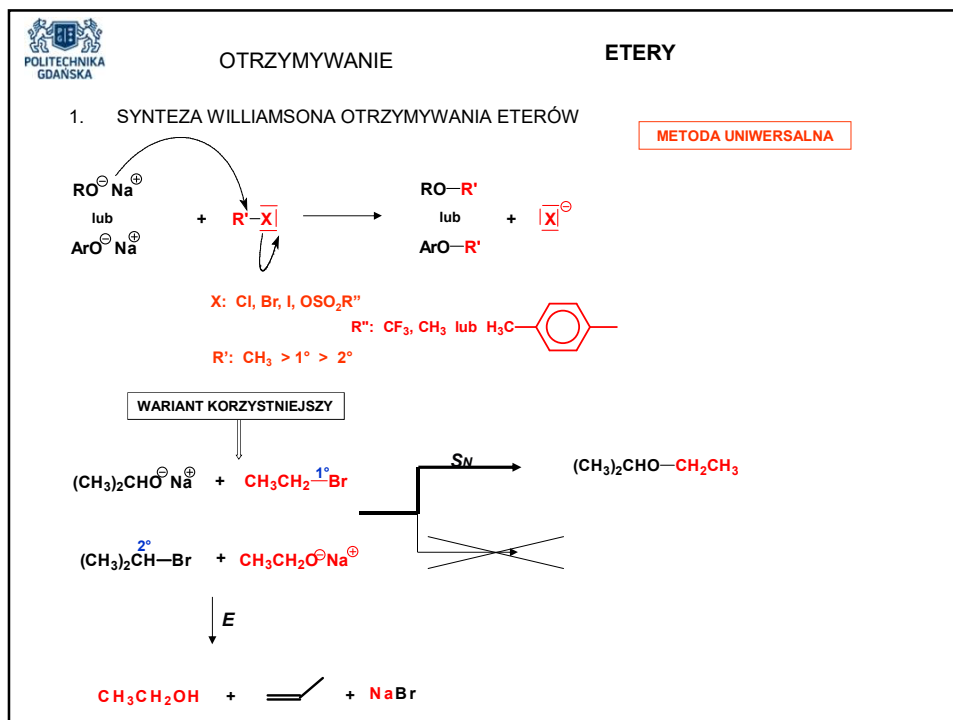 POLITECHNIKA
GDAŃSKA
OTRZYMYWANIE
ETERY
1. SYNTEZA WILLIAMSONA OTRZYMYWANIA ETERÓW
METODA UNIWERSALNA
RO⊖ Na⊕
lub
ArO⊖ Na⊕
+ R'—X
RO—R'
lub
ArO—R'
+ X⊖
X: Cl, Br, I, OSO₂R”
R": CF₃, CH₃ lub H₃C
R’: CH₃ > 1° > 2°
WARIANT KORZYSTNIEJSZY
(CH₃)₂CHO⊖ Na⊕ + CH₃CH₂—Br
1°
SN
(CH₃)₂CHO—CH₂CH₃
2°
(CH₃)₂CH—Br + CH₃CH₂O⊖Na⊕
E
CH₃CH₂OH + + NaBr